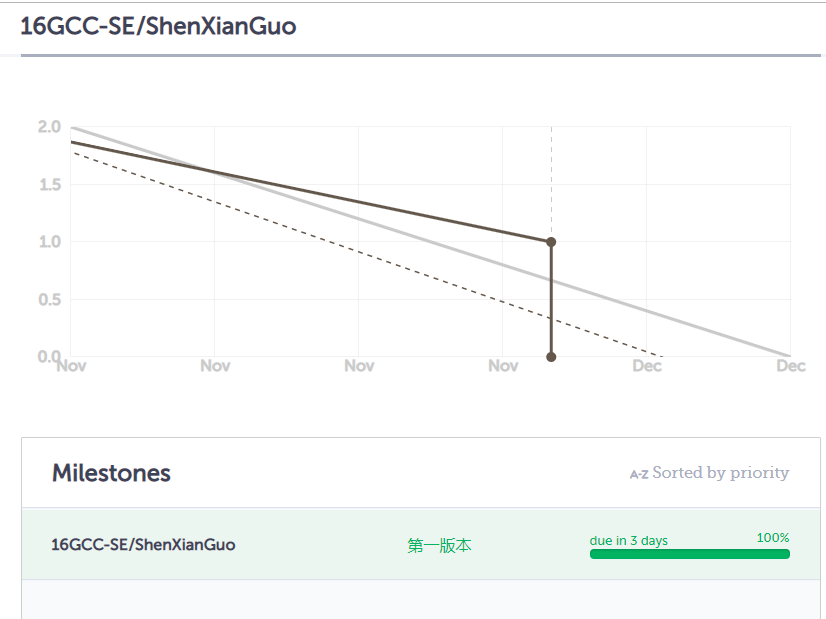 16GCC-SE/ShenXianGuo
2.0
1.5
1.0
0.5
0.0
Nov Nov Nov Nov Dec Dec
Milestones
A-Z Sorted by priority
16GCC-SE/ShenXianGuo
第一版本
due in 3 days 100%